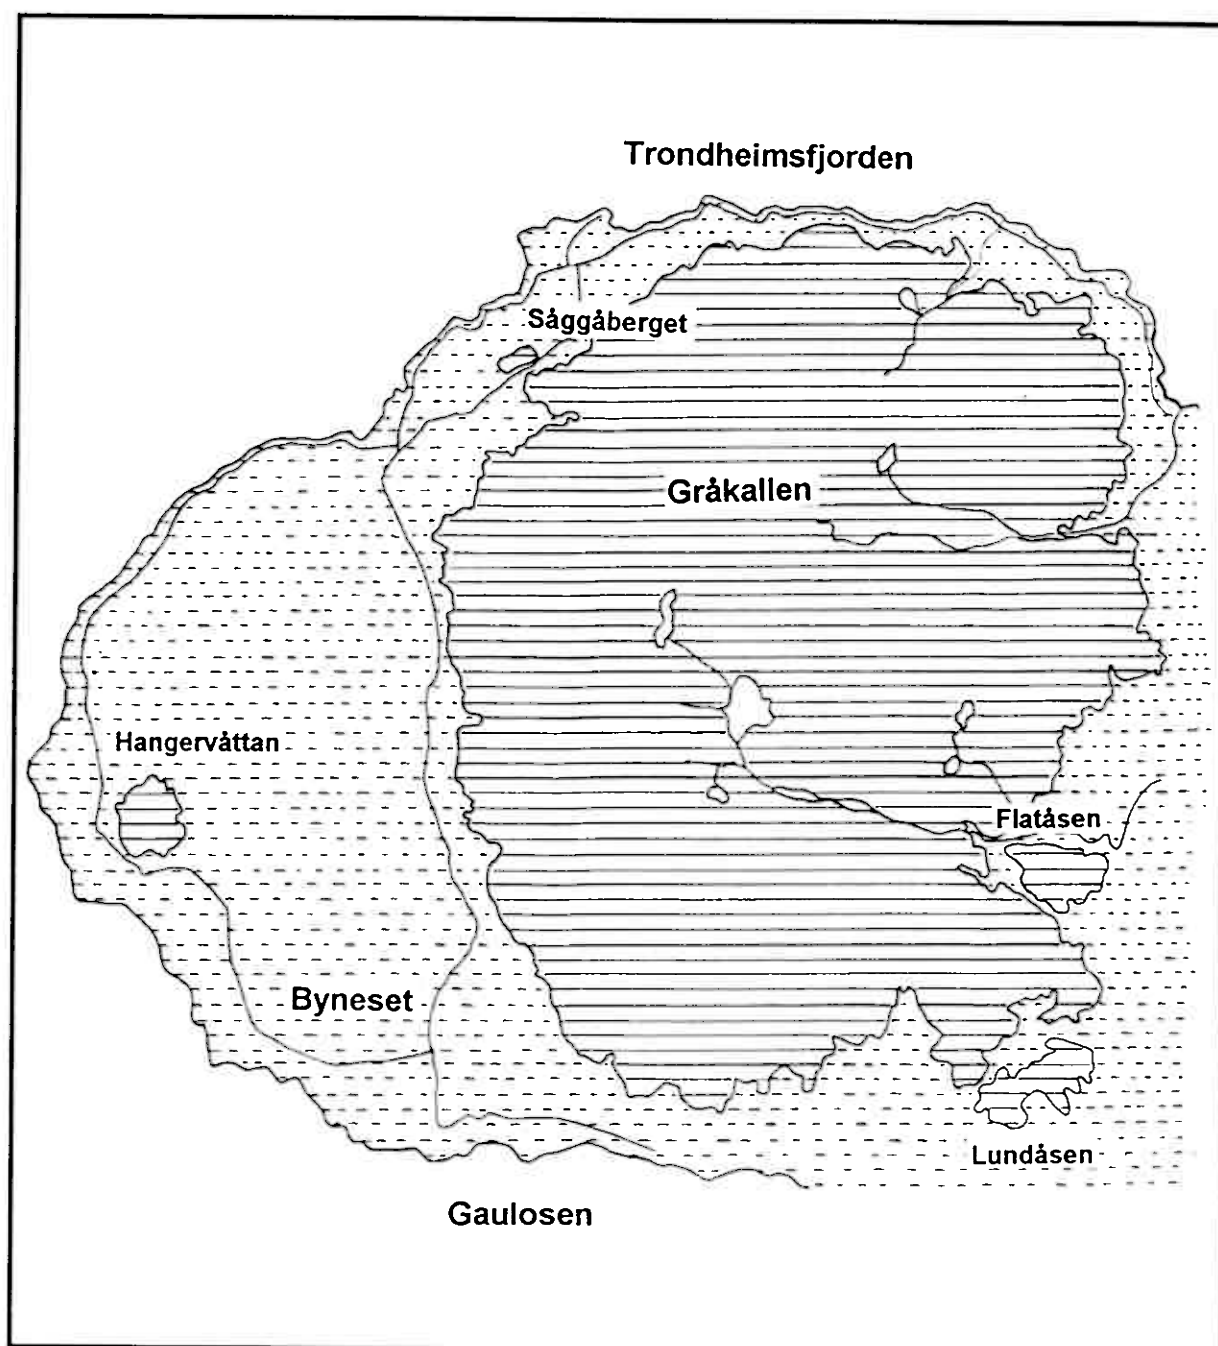 Trondheimsfjorden
Såggåberget
Gråkallen
Hangervåttan
Flatåsen
Byneset
Lundåsen
Gaulosen